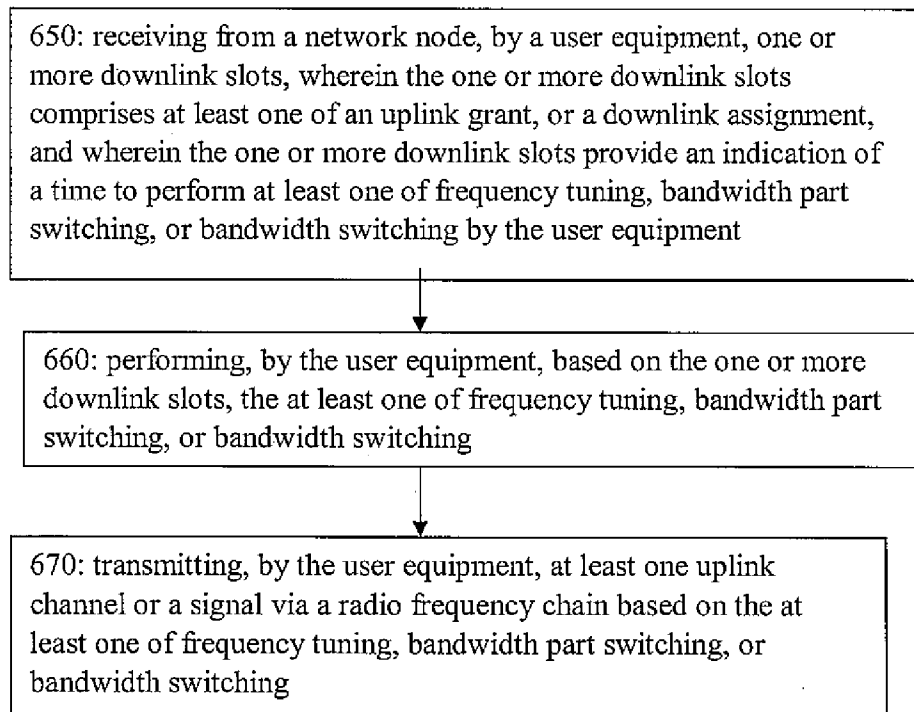 650: receiving from a network node, by a user equipment, one or
more downlink slots, wherein the one or more downlink slots
comprises at least one of an uplink grant, or a downlink assignment,
and wherein the one or more downlink slots provide an indication of
a time to perform at least one of frequency tuning, bandwidth part
switching, or bandwidth switching by the user equipment
660: performing, by the user equipment, based on the one or more
downlink slots, the at least one of frequency tuning, bandwidth part
switching, or bandwidth switching
670: transmitting, by the user equipment, at least one uplink
channel or a signal via a radio frequency chain based on the at
least one of frequency tuning, bandwidth part switching, or
bandwidth switching